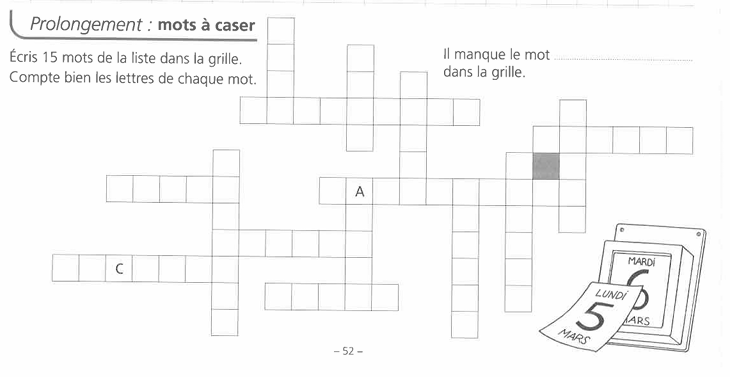 Prolongement : mots à caser
Écris 15 mots de la liste dans la grille.
Compte bien les lettres de chaque mot.
Il manque le mot
dans la grille.
A
C
MARDI
6
MARS
LUNDI
5
MARS
– 52 –